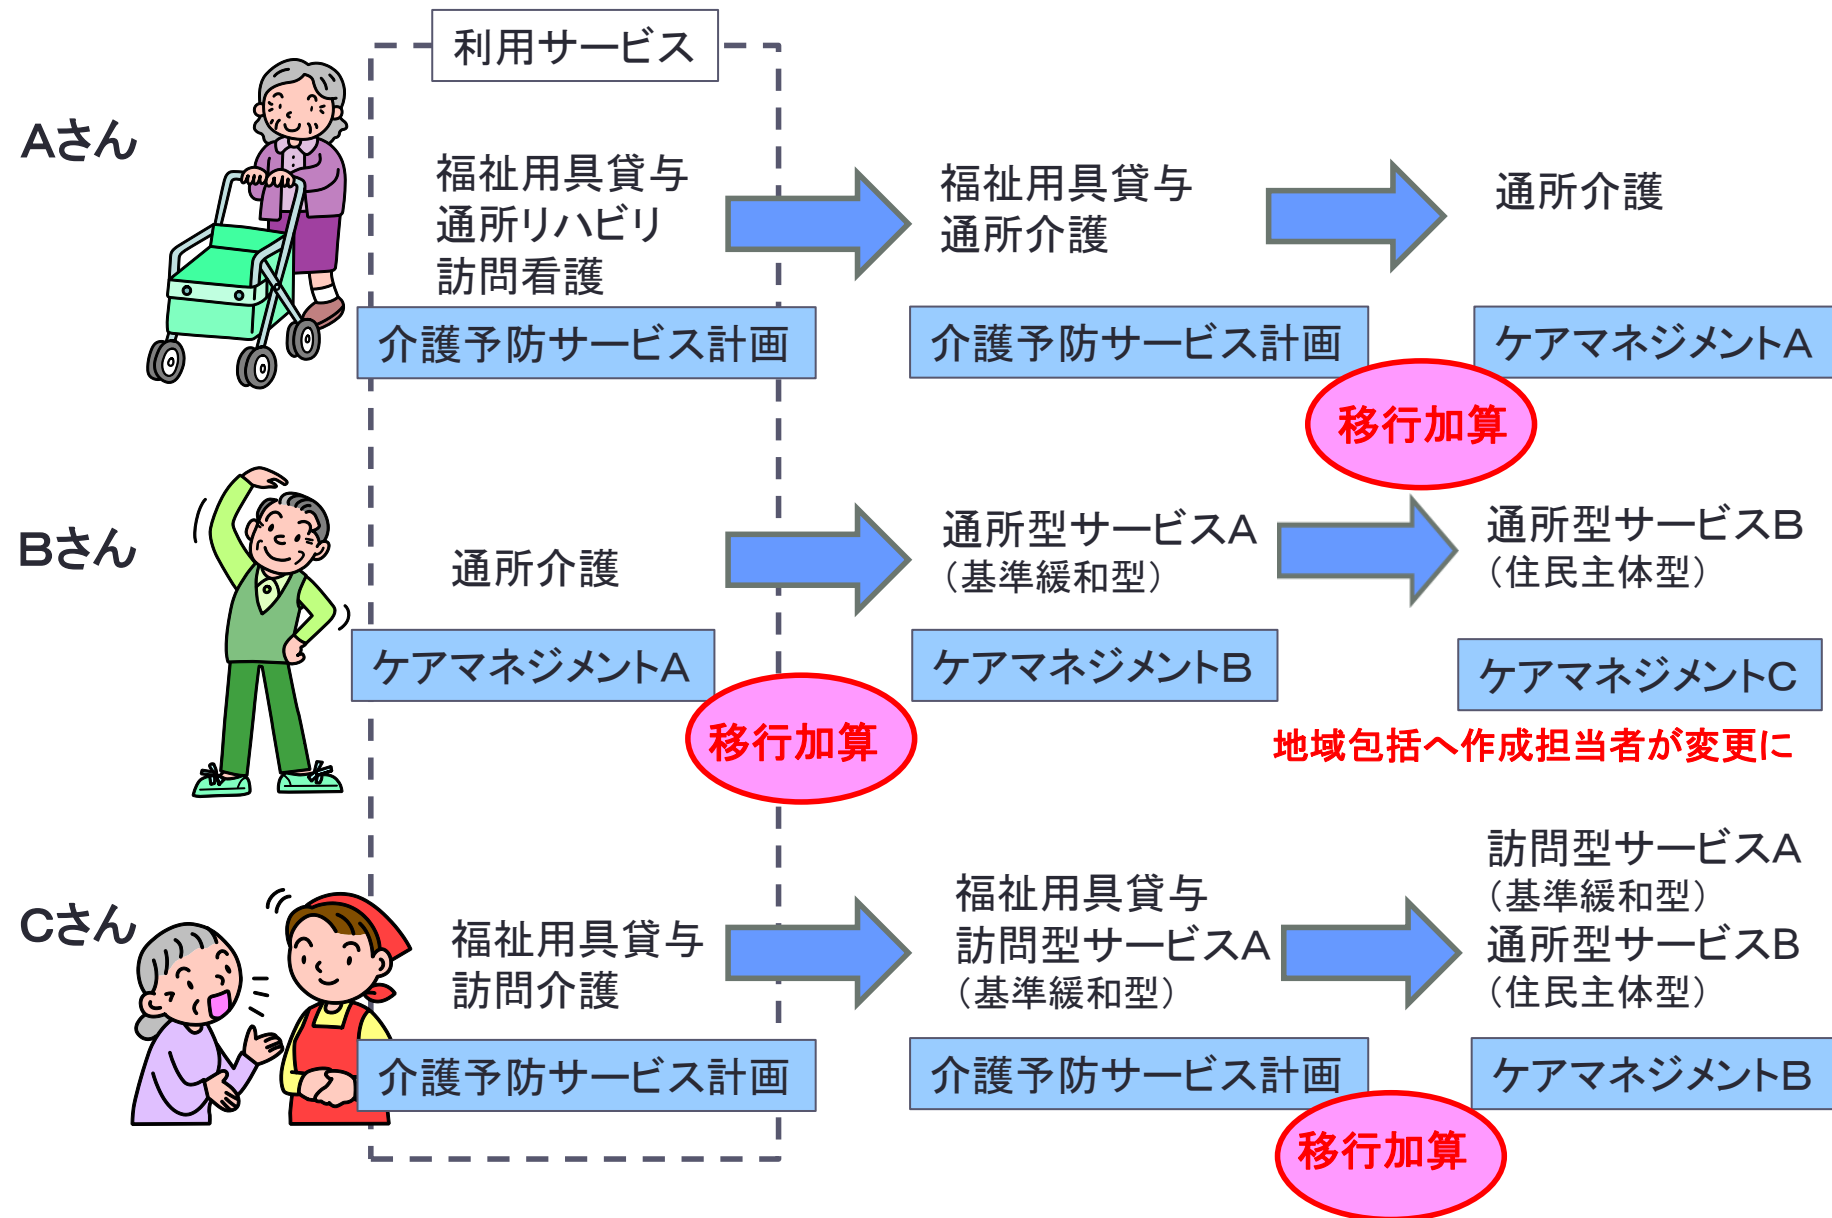 利用サービス
Aさん
福祉用具貸与
通所リハビリ
訪問看護
介護予防サービス計画
福祉用具貸与
通所介護
介護予防サービス計画
通所介護
ケアマネジメントA
移行加算
Bさん
通所介護
ケアマネジメントA
移行加算
通所型サービスA
（基準緩和型）
ケアマネジメントB
通所型サービスB
（住民主体型）
ケアマネジメントC
地域包括へ作成担当者が変更に
Cさん
福祉用具貸与
訪問介護
介護予防サービス計画
福祉用具貸与
訪問型サービスA
（基準緩和型）
介護予防サービス計画
訪問型サービスA
（基準緩和型）
通所型サービスB
（住民主体型）
ケアマネジメントB
移行加算